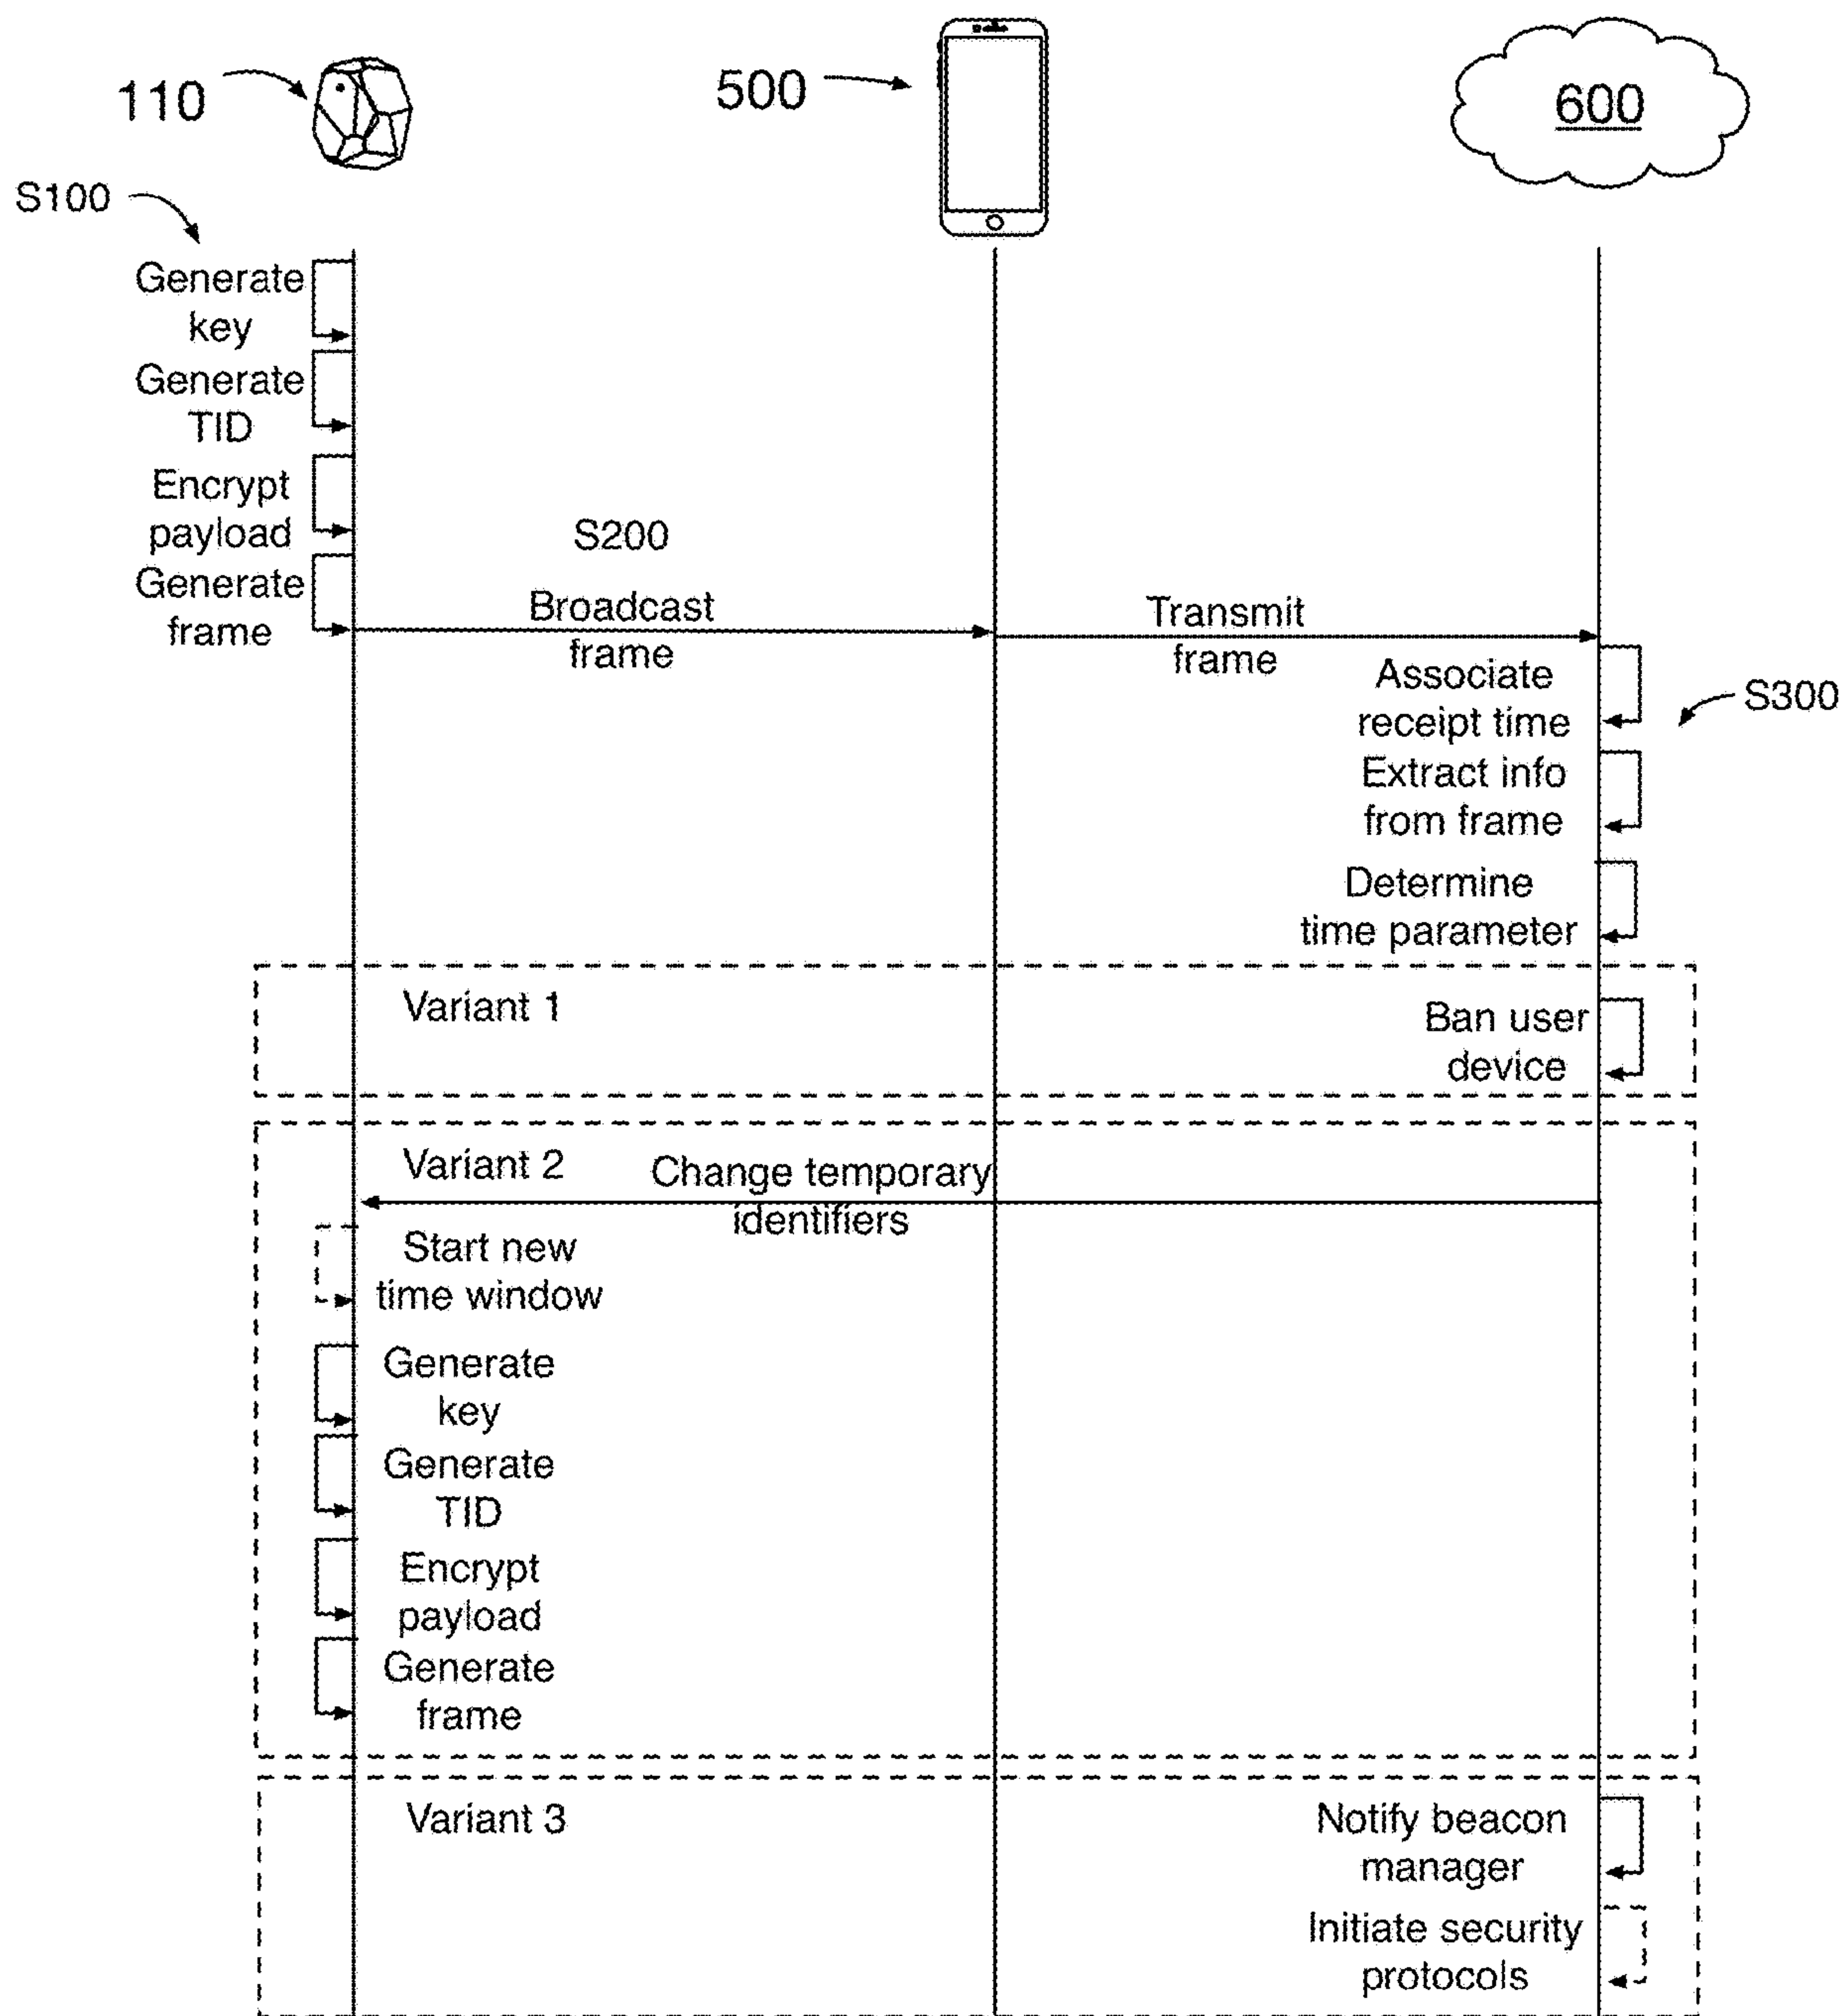 110
500
600
S100
Generate
key
Generate
TID
Encrypt
payload
Generate
frame
S200
Broadcast
frame
Transmit
frame
Associate
receipt time
S300
Extract info
from frame
Determine
time parameter
Variant 1
Ban user
device
Variant 2
Change temporary
identifiers
Start new
time window
Generate
key
Generate
TID
Encrypt
payload
Generate
frame
Variant 3
Notify beacon
manager
Initiate security
protocols